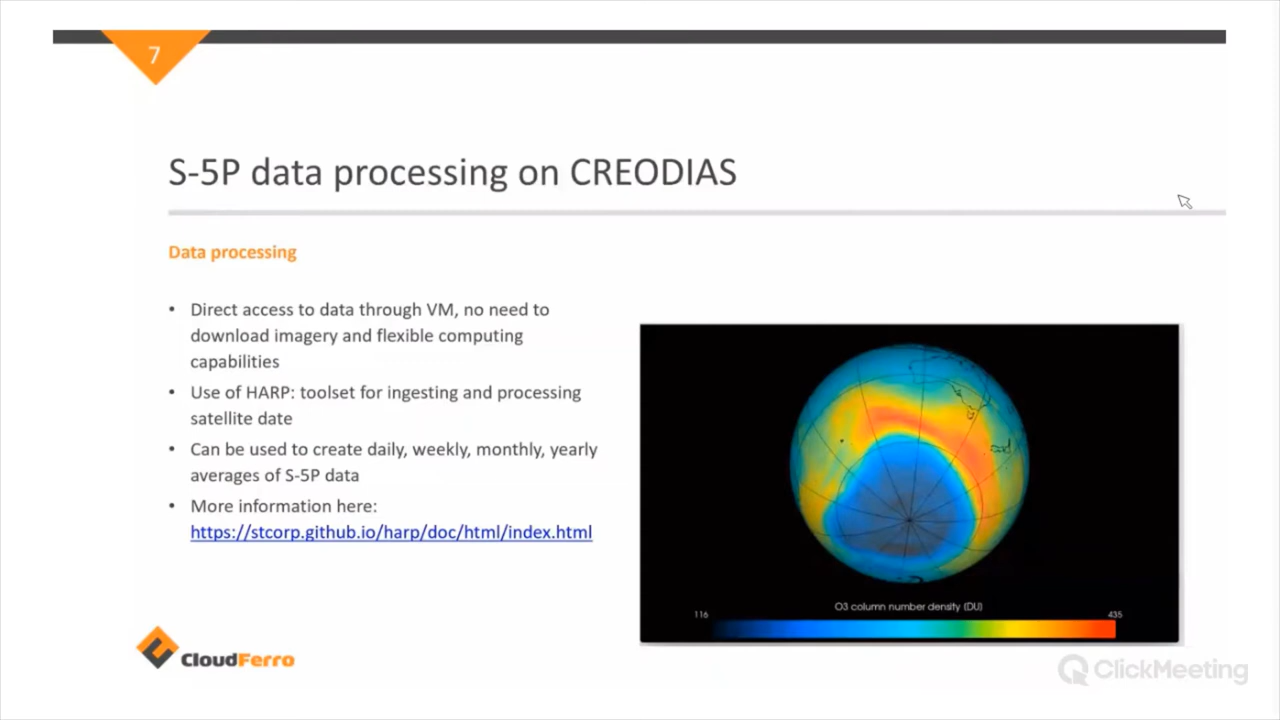 7
S-5P data processing on CREODIAS
Data processing
• Direct access to data through VM, no need to
download imagery and flexible computing
capabilities
• Use of HARP: toolset for ingesting and processing
satellite date
• Can be used to create daily, weekly, monthly, yearly
averages of S-5P data
• More information here:
https://stcorp.github.io/harp/doc/html/index.html
O3 column number density (DU)
116
435
CloudFerro
ClickMeeting